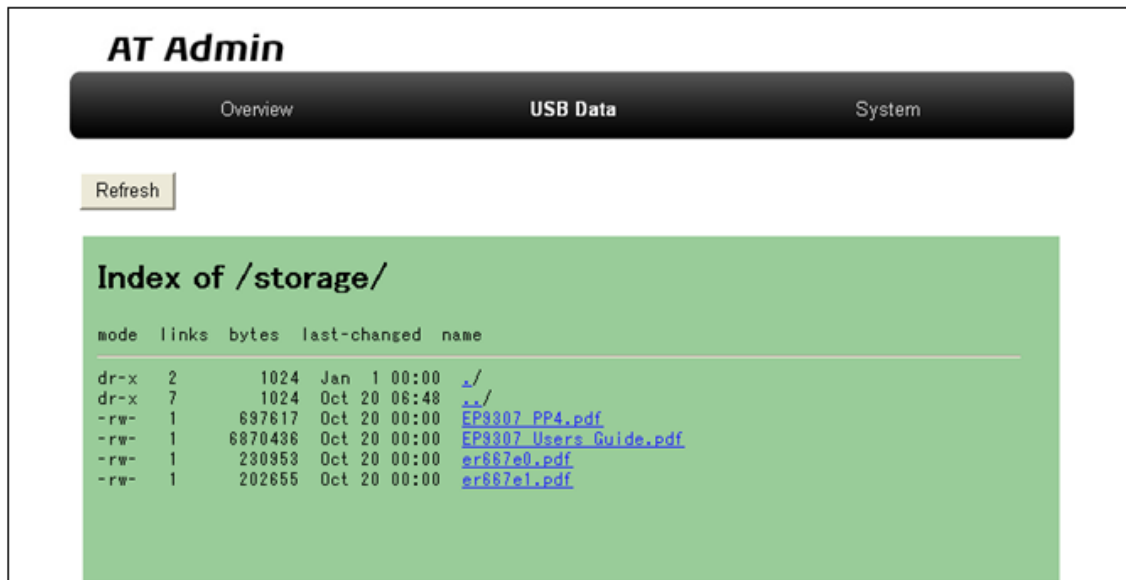 AT Admin
Overview USB Data System
Refresh
Index of /storage/
mode links bytes last-changed name
dr-x 2 1024 Jan 1 00:00 ./
dr-x 7 1024 Oct 20 06:48 ../
-rw- 1 697617 Oct 20 00:00 EP9307 PP4.pdf
-rw- 1 6870436 Oct 20 00:00 EP9307 Users Guide.pdf
-rw- 1 230953 Oct 20 00:00 er667e0.pdf
-rw- 1 202655 Oct 20 00:00 er667e1.pdf